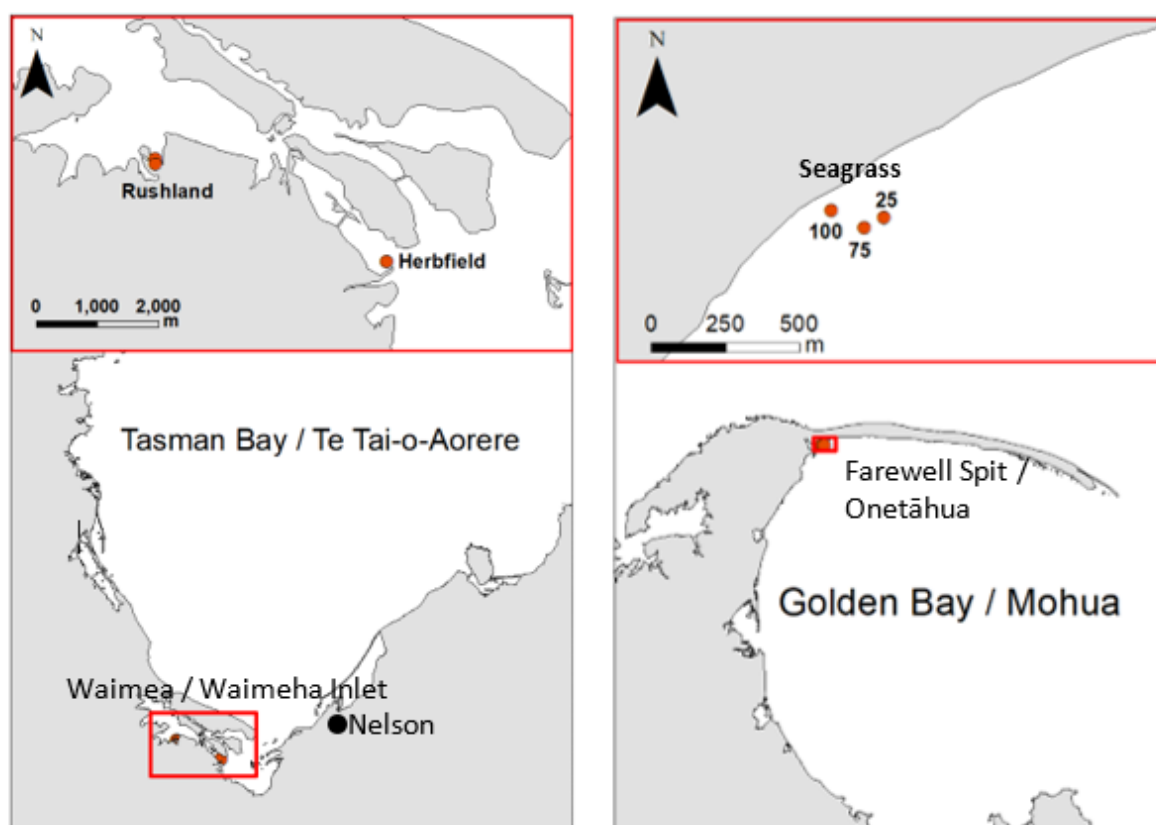 N
Rushland
Herbfield
0 1,000 2,000
m
Tasman Bay / Te Tai-o-Aorere
Waimea / Waimeha Inlet
Nelson
N
Seagrass
25
100
75
0 250 500
m
Farewell Spit /
Onetāhua
Golden Bay / Mohua